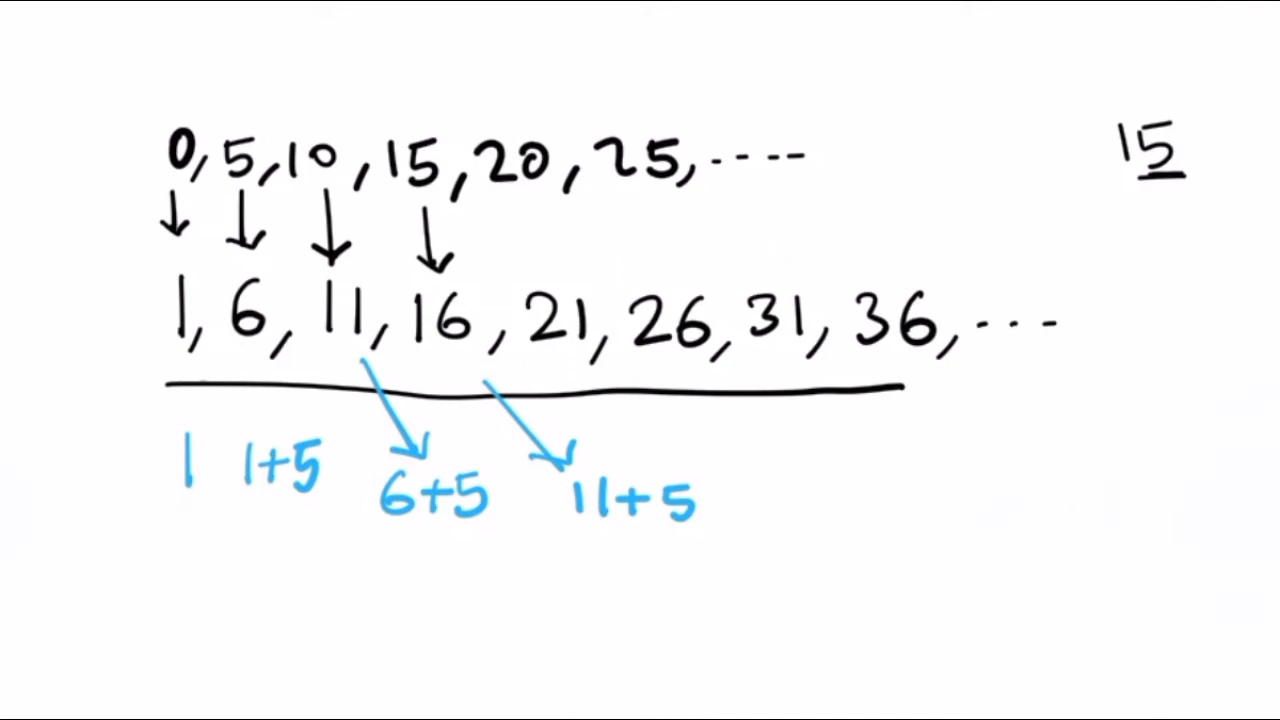 0, 5, 10, 15, 20, 25, ....
15
1, 6, 11, 16, 21, 26, 31, 36, ...
1 1+5 6+5 11+5